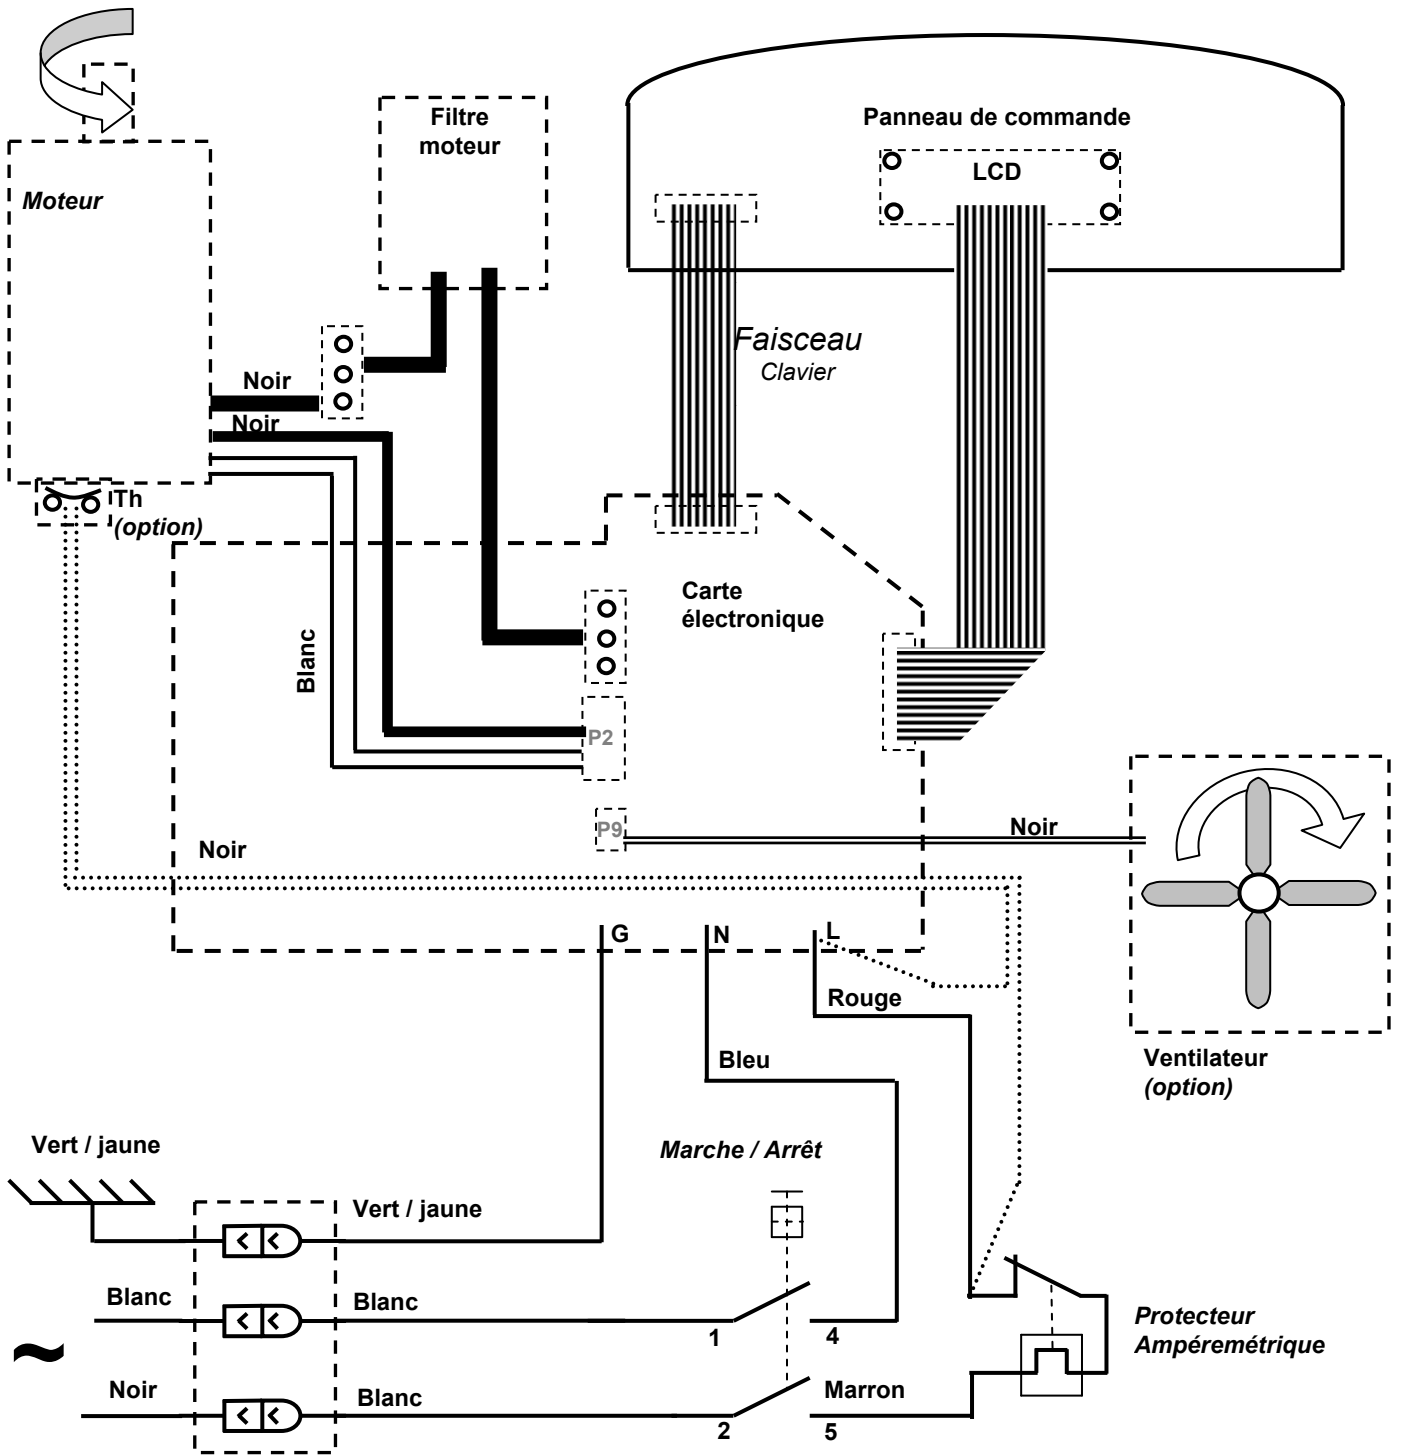 Filtre
moteur
Panneau de commande
LCD
Moteur
Faisceau
Clavier
Noir
Noir
Th
(option)
Carte
électronique
Blanc
P2
P9
Noir
Noir
G
N
L
Rouge
Bleu
Ventilateur
(option)
Vert / jaune
Marche / Arrêt
Vert / jaune
Blanc
Blanc
1
4
Protecteur
Ampéremétrique
~
Noir
Blanc
Marron
2
5